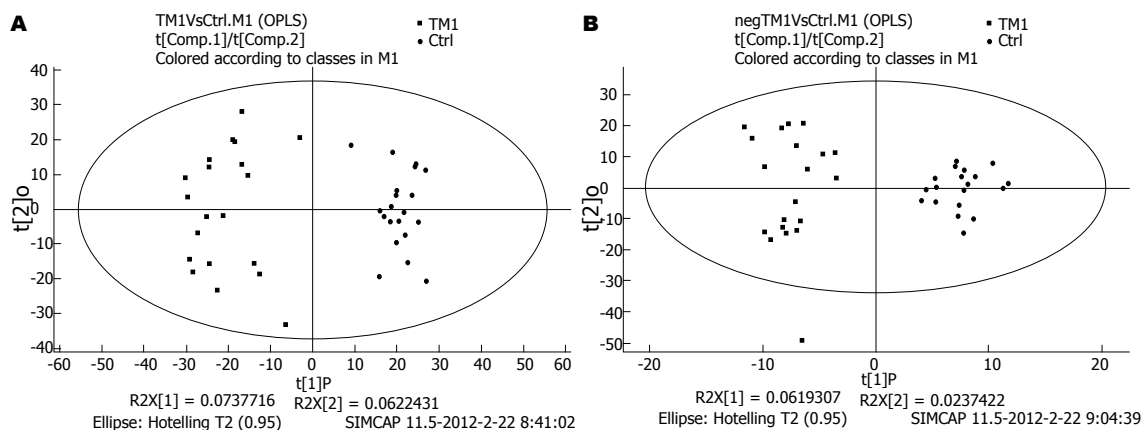 A
TM1VsCtrl.M1 (OPLS)
t[Comp.1]/t[Comp.2]
Colored according to classes in M1
TM1
Ctrl
40
30
20
10
0
-10
-20
-30
-40
t[2]o
-60 -50 -40 -30 -20 -10 0 10 20 30 40 50 60
t[1]P
R2X[1] = 0.0737716 R2X[2] = 0.0622431
Ellipse: Hotelling T2 (0.95) SIMCAP 11.5-2012-2-22 8:41:02
B
negTM1VsCtrl.M1 (OPLS)
t[Comp.1]/t[Comp.2]
Colored according to classes in M1
TM1
Ctrl
30
20
10
0
-10
-20
-30
-40
-50
t[2]o
-20 -10 0 10 20
t[1]P
R2X[1] = 0.0619307 R2X[2] = 0.0237422
Ellipse: Hotelling T2 (0.95) SIMCAP 11.5-2012-2-22 9:04:39